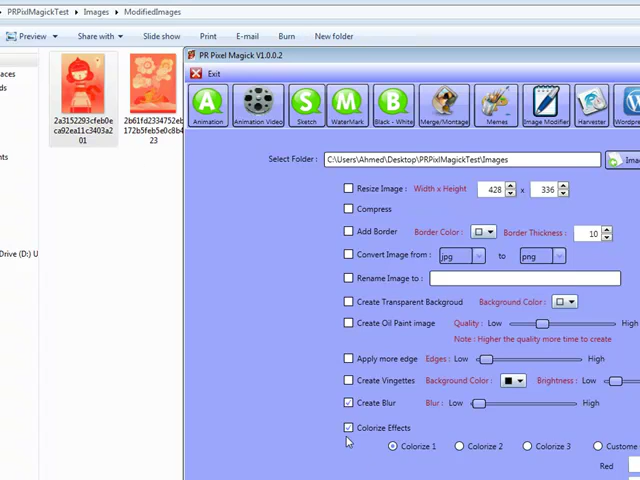 PRPixlMagickTest ▸ Images ▸ ModifiedImages
Preview Share with Slide show Print E-mail Burn New folder
PR Pixel Magick V1.0.0.2
Exit
Animation Animation Video Sketch WaterMark Black - White Merge/Montage Memes Image Modifier Harvester Wordpre
2a3152293cfeb0e
ca92ea11c3403a2
01
2b61fd2334752eb
172b5feb5e0c8b4
23
Drive (D:) U
Select Folder : C:\Users\Ahmed\Desktop\PRPixlMagickTest\Images Ima
Resize Image : Width x Height 428 x 336
Compress
Add Border Border Color : Border Thickness : 10
Convert Image from : jpg to png
Rename Image to :
Create Transparent Backgroud Background Color :
Create Oil Paint image Quality : Low High
Note : Higher the quality more time to create
Apply more edge Edges : Low High
Create Vingettes Background Color : Brightness : Low
Create Blur Blur : Low High
Colorize Effects
Colorize 1 Colorize 2 Colorize 3 Custome
Red